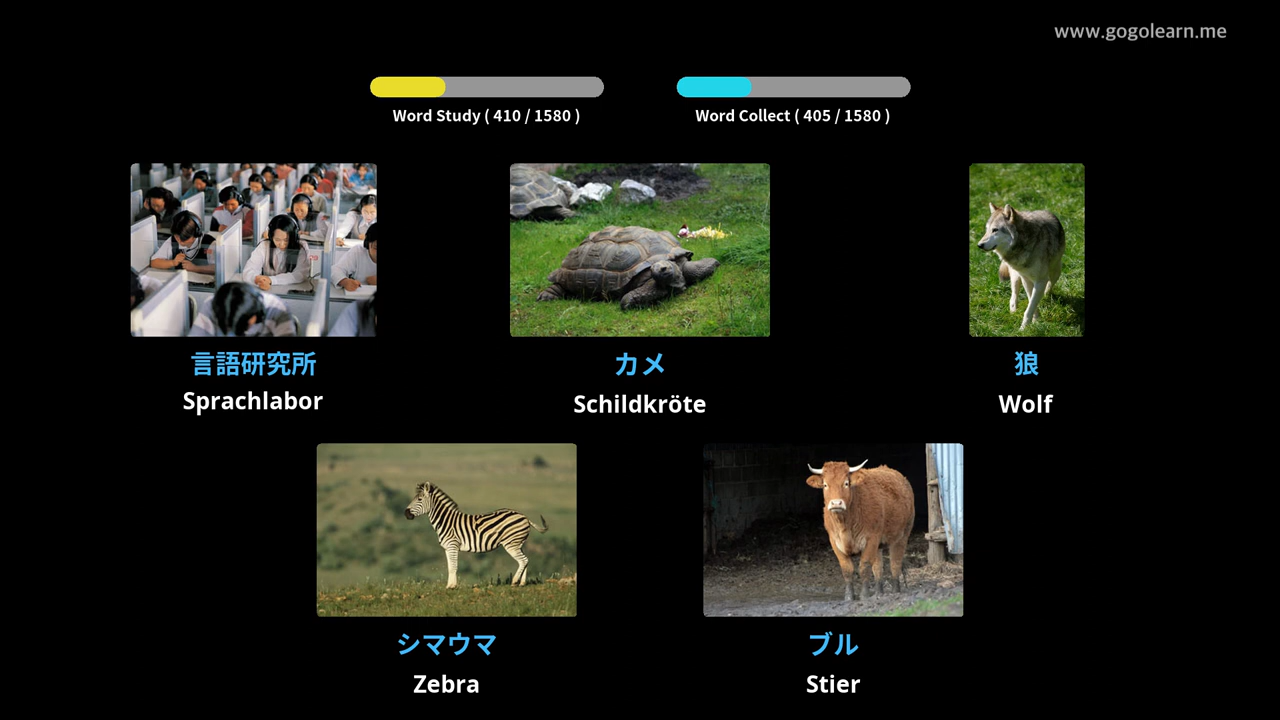 www.gogolearn.me
Word Study ( 410 / 1580 )
Word Collect ( 405 / 1580 )
言語研究所
Sprachlabor
カメ
Schildkröte
狼
Wolf
シマウマ
Zebra
ブル
Stier